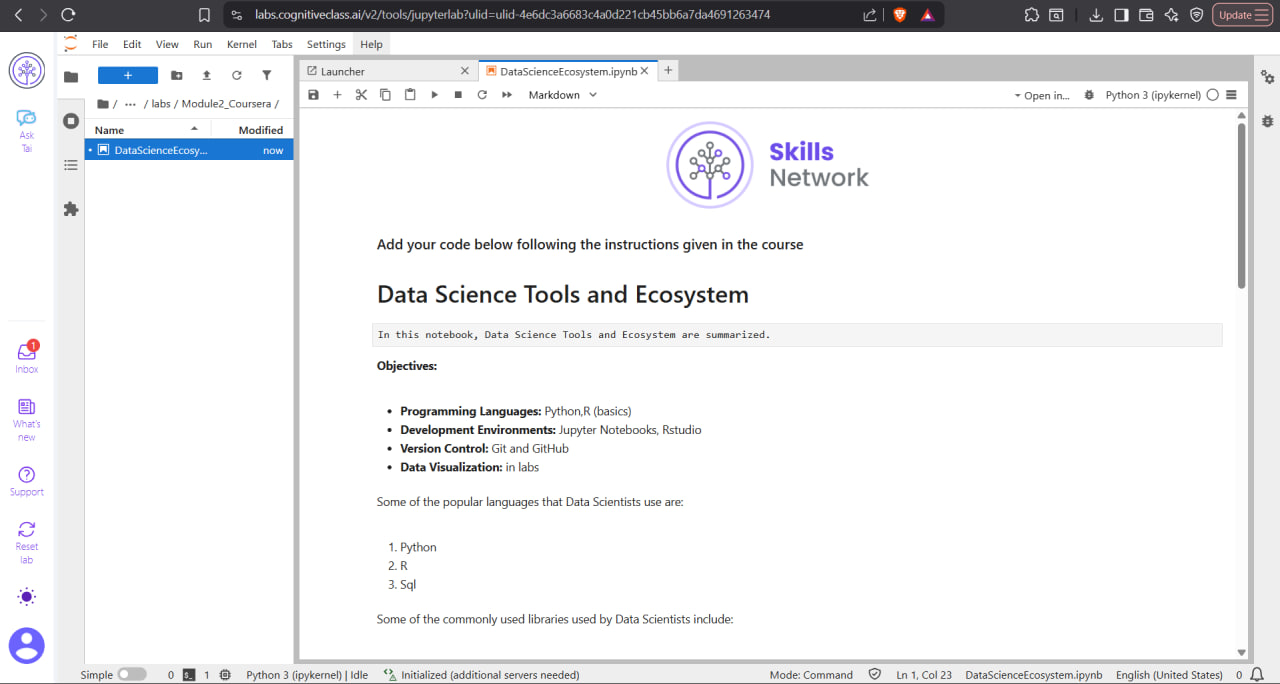 labs.cognitiveclass.ai/v2/tools/jupyterlab?ulid=ulid-4e6dc3a6683c4a0d221cb45bb6a7da4691263474
Update
File Edit View Run Kernel Tabs Settings Help
Ask
Tai
Inbox
1
What's
new
Support
Reset
lab
+
/ ··· / labs / Module2_Coursera /
Name Modified
DataScienceEcosy... now
Launcher
DataScienceEcosystem.ipynb
Markdown
Open in...
Python 3 (ipykernel)
Skills
Network
Add your code below following the instructions given in the course
Data Science Tools and Ecosystem
In this notebook, Data Science Tools and Ecosystem are summarized.
Objectives:
• Programming Languages: Python,R (basics)
• Development Environments: Jupyter Notebooks, Rstudio
• Version Control: Git and GitHub
• Data Visualization: in labs
Some of the popular languages that Data Scientists use are:
1. Python
2. R
3. Sql
Some of the commonly used libraries used by Data Scientists include:
Simple 0 1 Python 3 (ipykernel) | Idle Initialized (additional servers needed) Mode: Command Ln 1, Col 23 DataScienceEcosystem.ipynb English (United States) 0